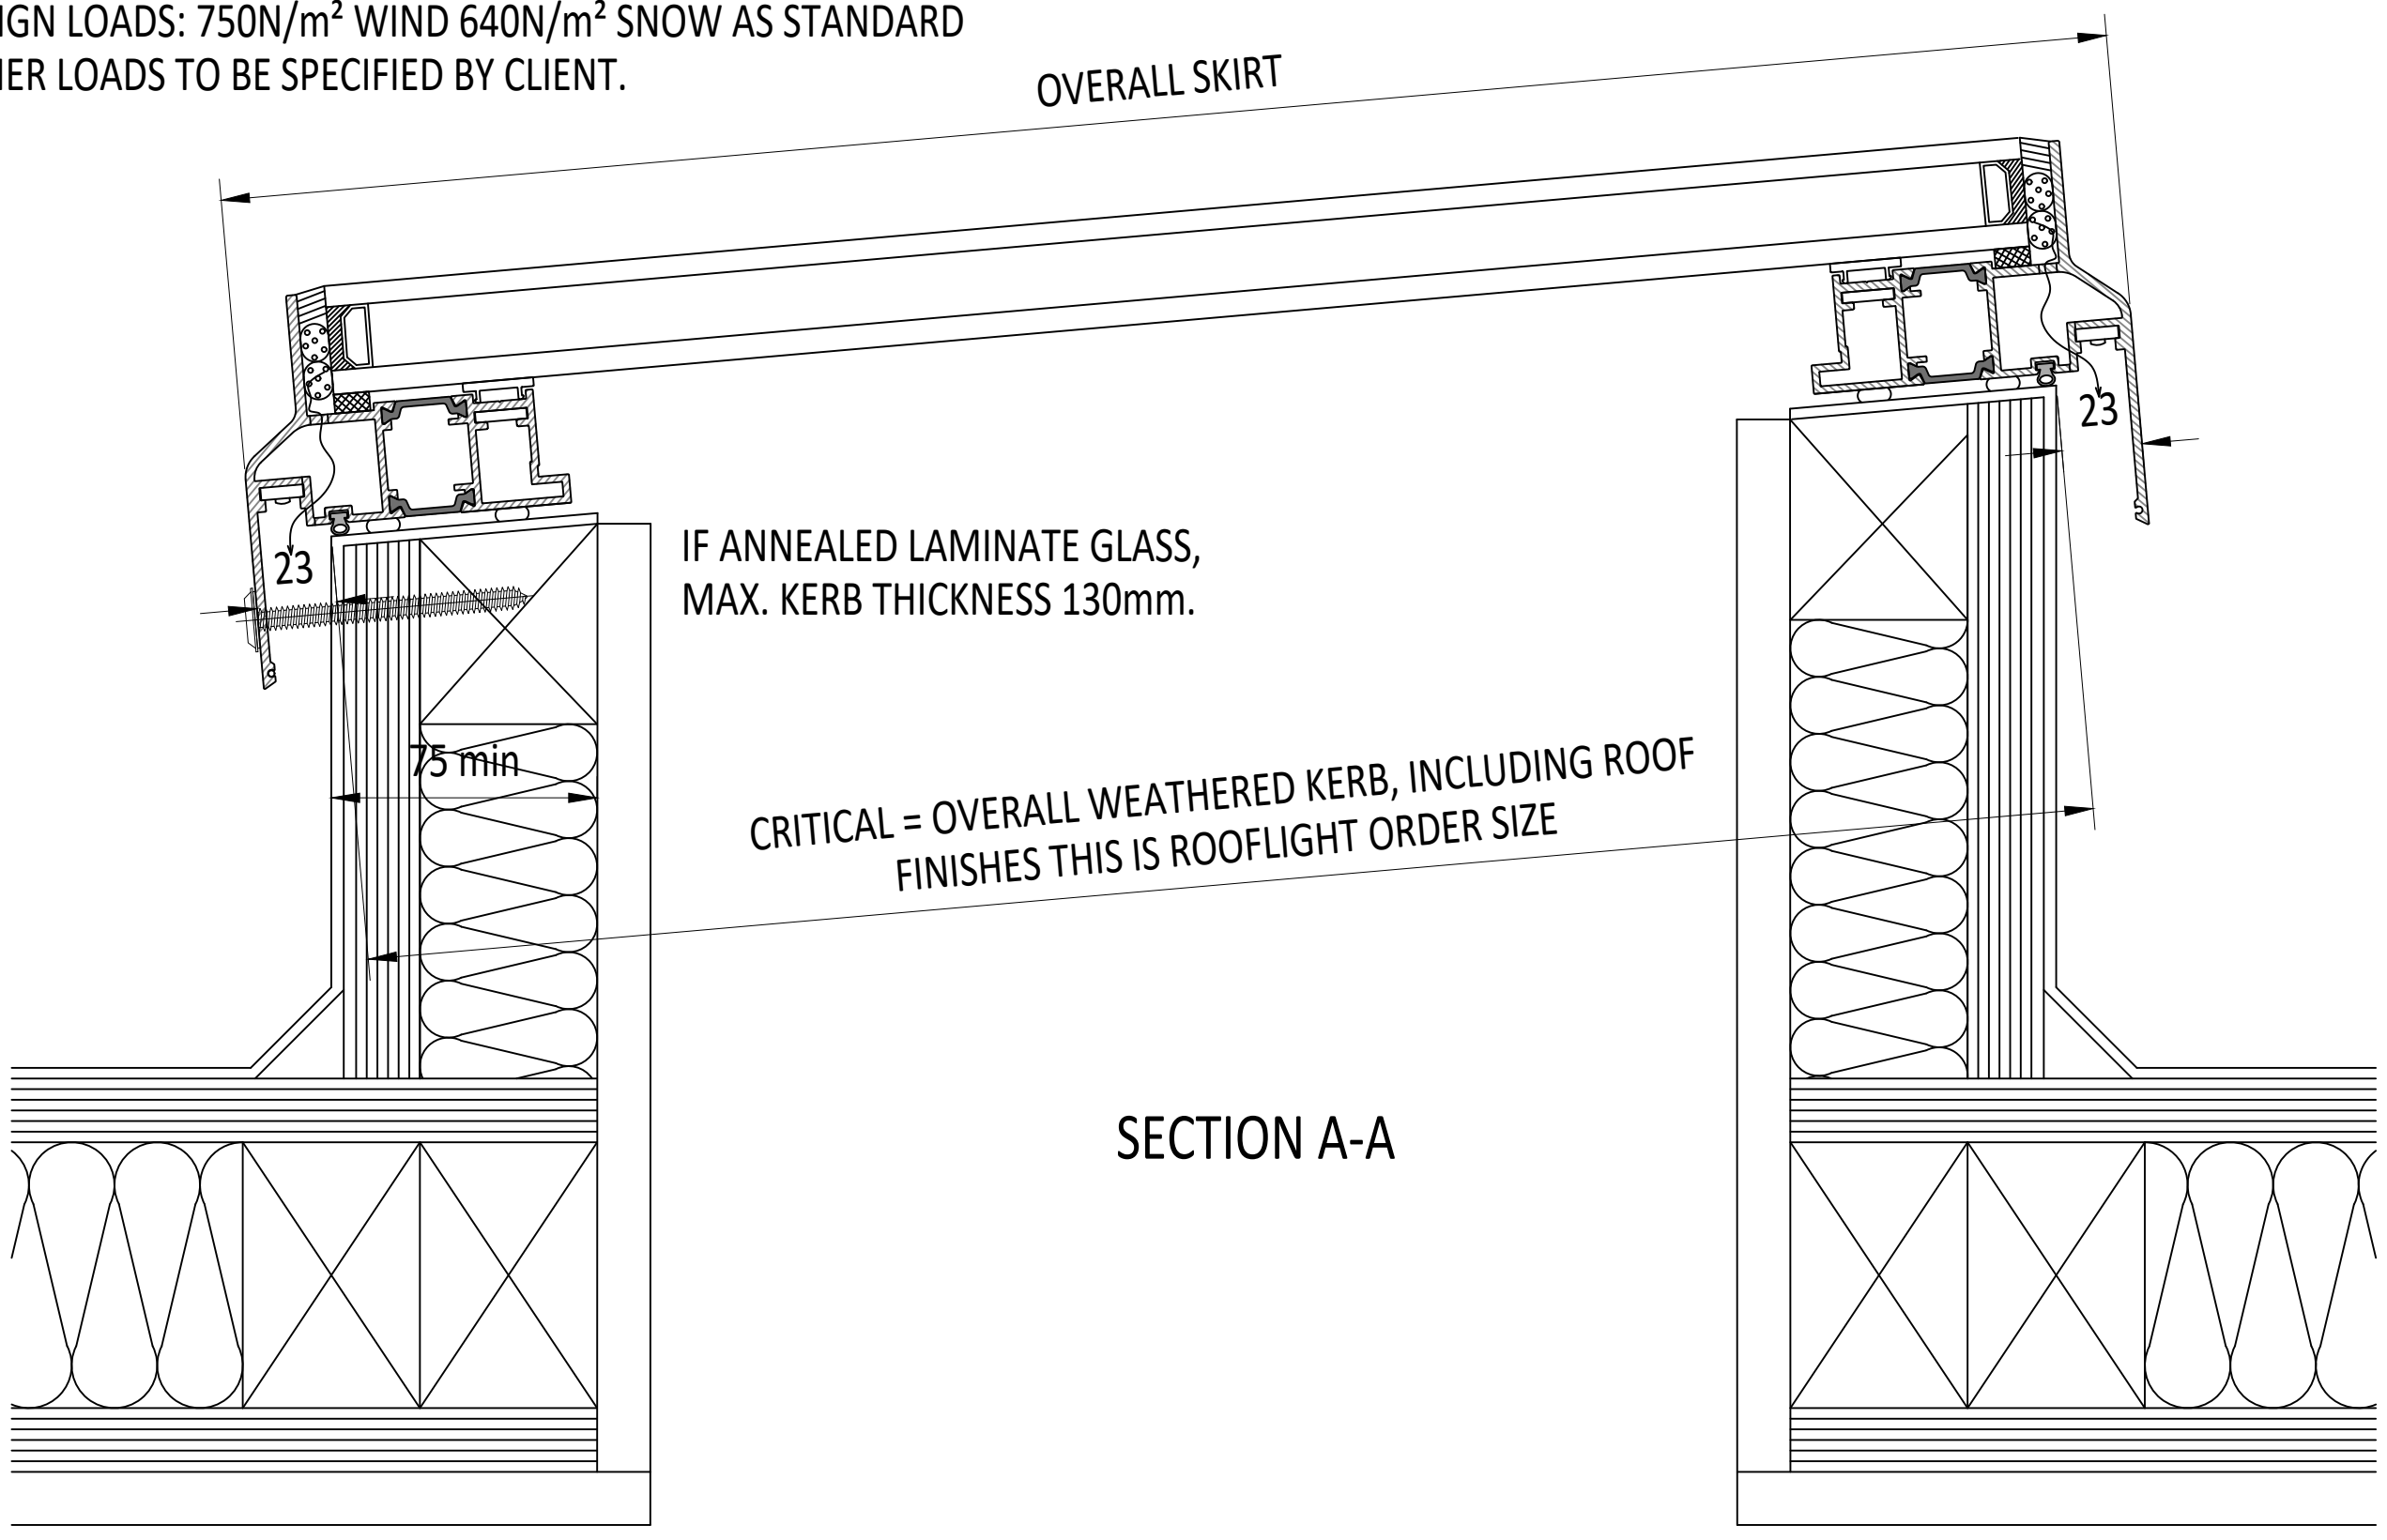 IGN LOADS: 750N/m² WIND 640N/m² SNOW AS STANDARD
HER LOADS TO BE SPECIFIED BY CLIENT.
OVERALL SKIRT
23
23
IF ANNEALED LAMINATE GLASS,
MAX. KERB THICKNESS 130mm.
75 min
CRITICAL = OVERALL WEATHERED KERB, INCLUDING ROOF
FINISHES THIS IS ROOFLIGHT ORDER SIZE
SECTION A-A